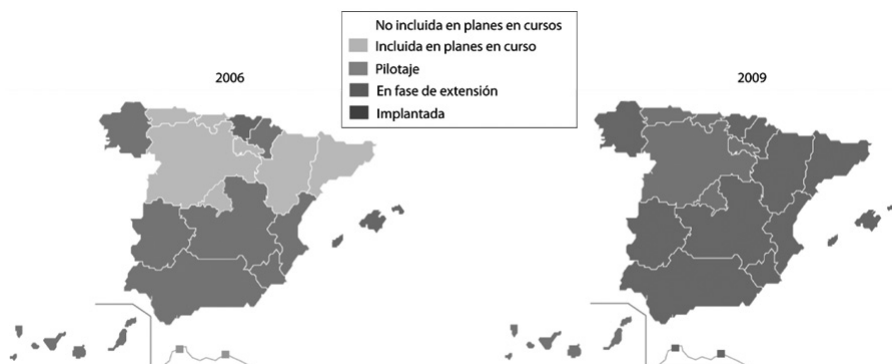 No incluida en planes en cursos
Incluida en planes en curso
Pilotaje
En fase de extensión
Implantada
2006
2009